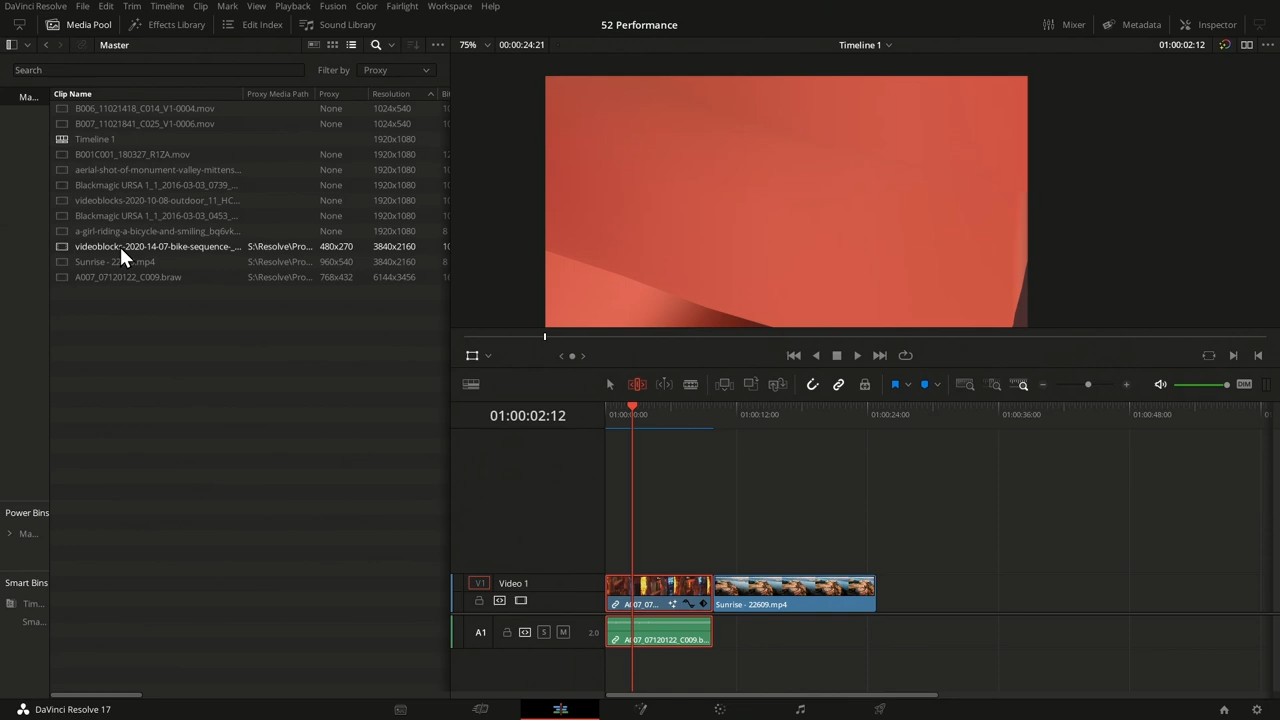 DaVinci Resolve File Edit Trim Timeline Clip Mark View Playback Fusion Color Fairlight Workspace Help
Media Pool Effects Library Edit Index Sound Library 52 Performance Mixer Metadata Inspector
Master 75% 00:00:24:21 Timeline 1 01:00:02:12
Search Filter by Proxy
Ma... Clip Name Proxy Media Path Proxy Resolution Bi
B006_11021418_C014_V1-0004.mov None 1024x540 10
B007_11021841_C025_V1-0006.mov None 1024x540 10
Timeline 1 1920x1080
B001C001_180327_R1ZA.mov None 1920x1080 12
aerial-shot-of-monument-valley-mittens... None 1920x1080 10
Blackmagic URSA 1_1_2016-03-03_0739_... None 1920x1080 10
videoblocks-2020-10-08-outdoor_11_HC... None 1920x1080 10
Blackmagic URSA 1_1_2016-03-03_0453_... None 1920x1080 10
a-girl-riding-a-bicycle-and-smiling_bq6vk... None 1920x1080 8
videoblocks-2020-14-07-bike-sequence-_... S:\Resolve\Pro... 480x270 3840x2160 10
Sunrise - 22 .mp4 S:\Resolve\Pro... 960x540 3840x2160 8
A007_07120122_C009.braw S:\Resolve\Pro... 768x432 6144x3456 16
DIM
01:00:02:12 01:00:00:00 01:00:12:00 01:00:24:00 01:00:36:00 01:00:48:00
Power Bins
Ma...
Smart Bins
Tim...
Sma...
V1 Video 1
A007_07... Sunrise - 22609.mp4
A1 S M 2.0 A007_07120122_C009.b...
DaVinci Resolve 17